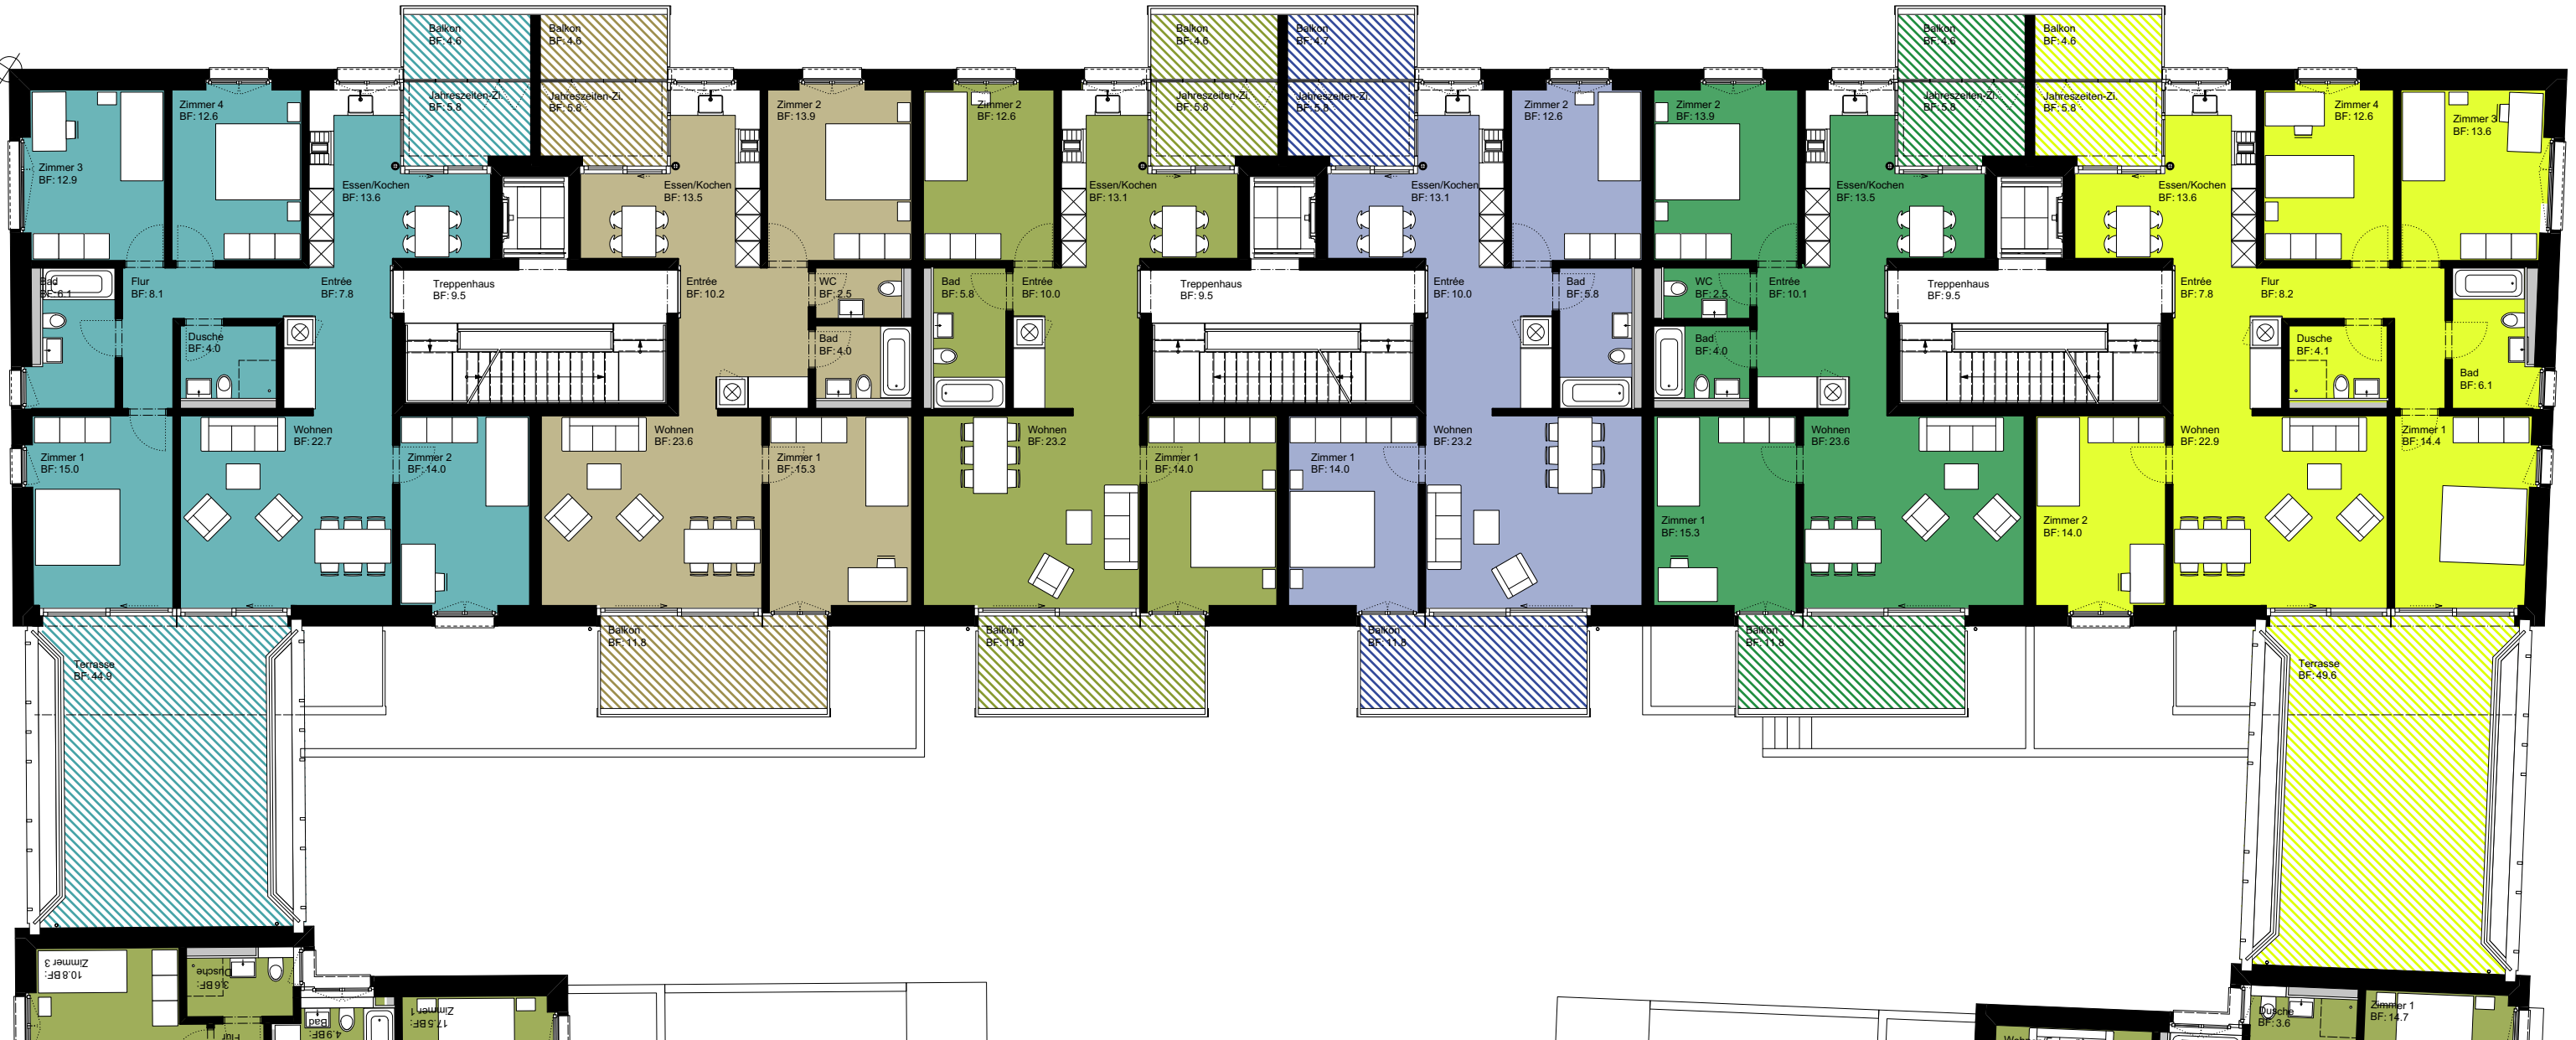 Balkon
BF: 4.6
Balkon
BF: 4.6
Balkon
BF: 4.6
Balkon
BF: 4.7
Balkon
BF: 4.6
Balkon
BF: 4.6
Jahreszeiten-Zi.
BF: 5.8
Jahreszeiten-Zi.
BF: 5.8
Jahreszeiten-Zi.
BF: 5.8
Jahreszeiten-Zi.
BF: 5.8
Jahreszeiten-Zi.
BF: 5.8
Jahreszeiten-Zi.
BF: 5.8
Zimmer 3
BF: 12.9
Zimmer 4
BF: 12.6
Essen/Kochen
BF: 13.6
Essen/Kochen
BF: 13.5
Zimmer 2
BF: 13.9
Zimmer 2
BF: 12.6
Essen/Kochen
BF: 13.1
Essen/Kochen
BF: 13.1
Zimmer 2
BF: 12.6
Zimmer 2
BF: 13.9
Essen/Kochen
BF: 13.5
Essen/Kochen
BF: 13.6
Zimmer 4
BF: 12.6
Zimmer 3
BF: 13.6
Bad
BF: 6.1
Flur
BF: 8.1
Entrée
BF: 7.8
Treppenhaus
BF: 9.5
Entrée
BF: 10.2
WC
BF: 2.5
Bad
BF: 5.8
Entrée
BF: 10.0
Treppenhaus
BF: 9.5
Entrée
BF: 10.0
Bad
BF: 5.8
WC
BF: 2.5
Entrée
BF: 10.1
Treppenhaus
BF: 9.5
Entrée
BF: 7.8
Flur
BF: 8.2
Dusche
BF: 4.0
Bad
BF: 4.0
Bad
BF: 4.0
Dusche
BF: 4.1
Bad
BF: 6.1
Zimmer 1
BF: 15.0
Wohnen
BF: 22.7
Zimmer 2
BF: 14.0
Wohnen
BF: 23.6
Zimmer 1
BF: 15.3
Wohnen
BF: 23.2
Zimmer 1
BF: 14.0
Zimmer 1
BF: 14.0
Wohnen
BF: 23.2
Zimmer 1
BF: 15.3
Wohnen
BF: 23.6
Zimmer 2
BF: 14.0
Wohnen
BF: 22.9
Zimmer 1
BF: 14.4
Terrasse
BF: 44.9
Balkon
BF: 11.8
Balkon
BF: 11.8
Balkon
BF: 11.8
Balkon
BF: 11.8
Terrasse
BF: 49.6
Zimmer 3
10.8BF:
Dusche
3.6BF:
Flur
Bad
4.9BF:
Zimmer 1
17.5BF:
Dusche
BF: 3.6
Zimmer 1
BF: 14.7